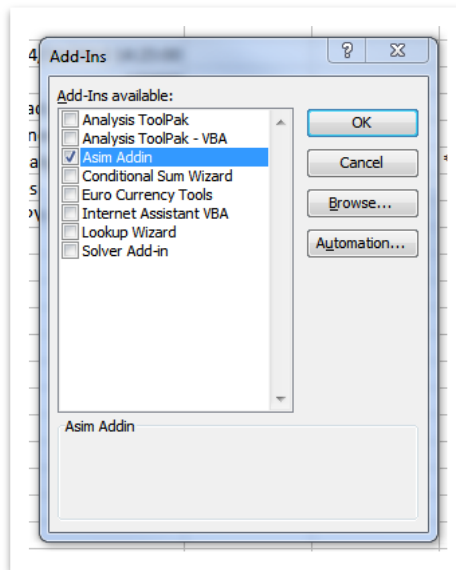 Add-Ins
Add-Ins available:
Analysis ToolPak
Analysis ToolPak - VBA
Asim Addin
Conditional Sum Wizard
Euro Currency Tools
Internet Assistant VBA
Lookup Wizard
Solver Add-in
OK
Cancel
Browse...
Automation...
Asim Addin